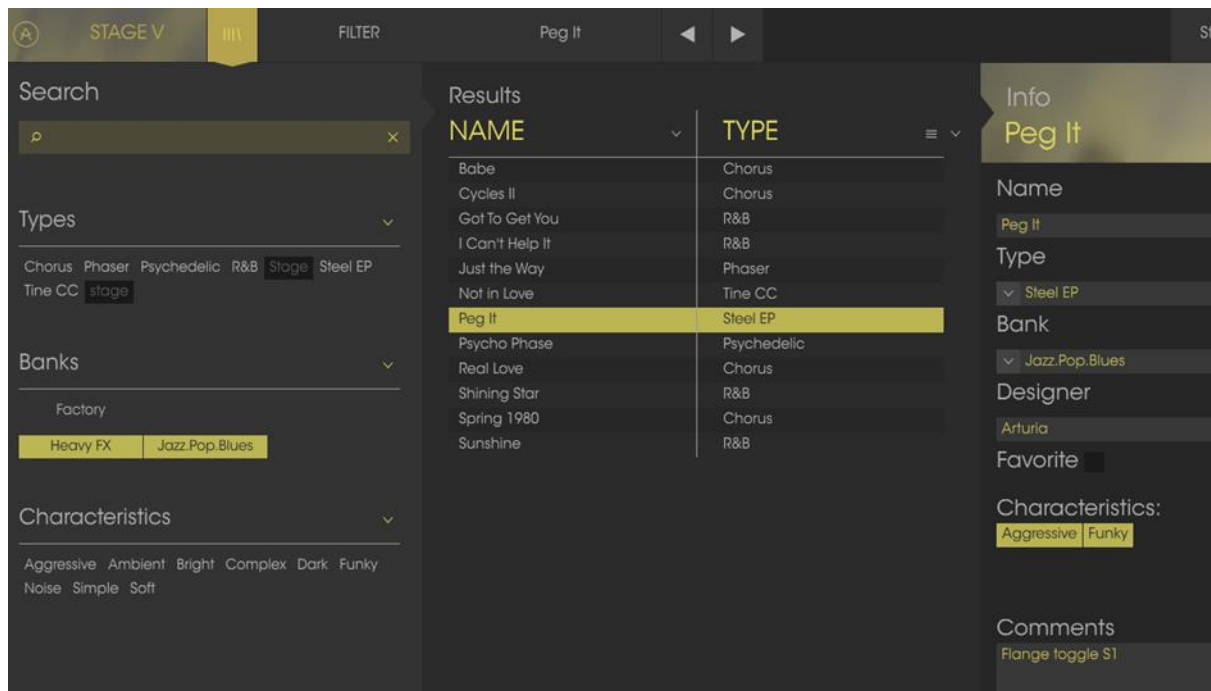 A STAGE V FILTER Peg It
Search
Types
Chorus Phaser Psychedelic R&B Stage Steel EP
Tine CC stage
Banks
Factory
Heavy FX Jazz.Pop.Blues
Characteristics
Aggressive Ambient Bright Complex Dark Funky
Noise Simple Soft
Results
NAME TYPE
Babe Chorus
Cycles II Chorus
Got To Get You R&B
I Can't Help It R&B
Just the Way Phaser
Not in Love Tine CC
Peg It Steel EP
Psycho Phase Psychedelic
Real Love Chorus
Shining Star R&B
Spring 1980 Chorus
Sunshine R&B
Info
Peg It
Name
Peg It
Type
Steel EP
Bank
Jazz.Pop.Blues
Designer
Arturia
Favorite
Characteristics:
Aggressive Funky
Comments
Flange toggle S1